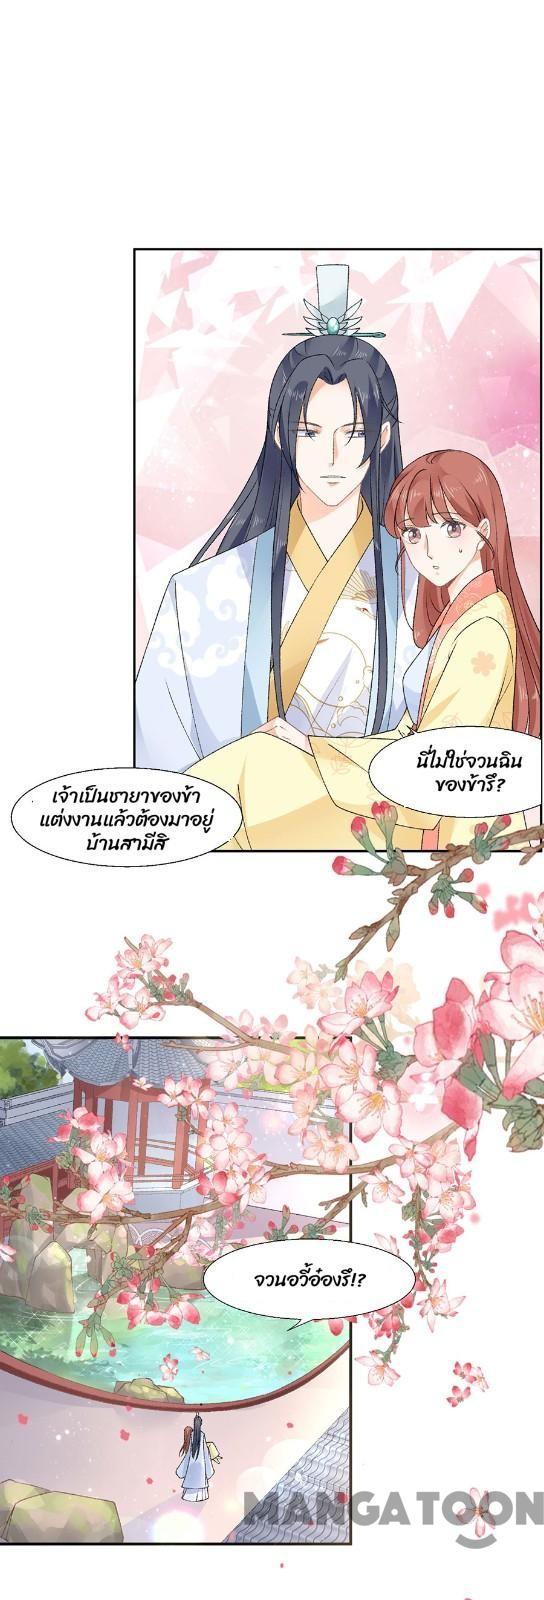 นี่ไม่ใช่จวนฉิน
ของข้ารึ?
เจ้าเป็นชายาของข้า
แต่งงานแล้วต้องมาอยู่
บ้านสามีสิ
จวนอวี้อ๋องรึ!?
MANGATOON